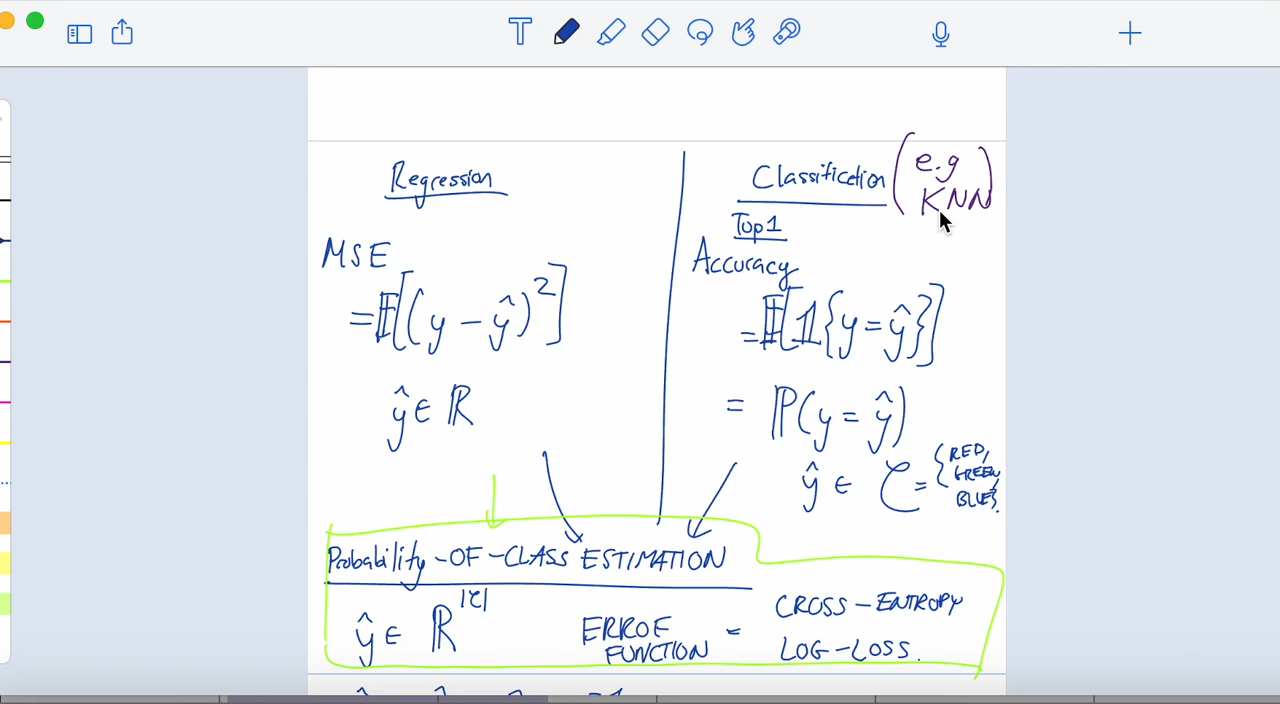 Regression
MSE
= 𝔼[(y - ŷ)²]
ŷ ∈ ℝ
Classification (e.g KNN)
Top1
Accuracy
= 𝔼[𝟙{y = ŷ}]
= ℙ(y = ŷ)
ŷ ∈ 𝒞 = {RED,
GREEN,
BLUE}.
Probability-OF-CLASS ESTIMATION
ŷ ∈ ℝ^|𝒞|
ERROE
FUNCTION =
CROSS-ENTROPY
LOG-LOSS.